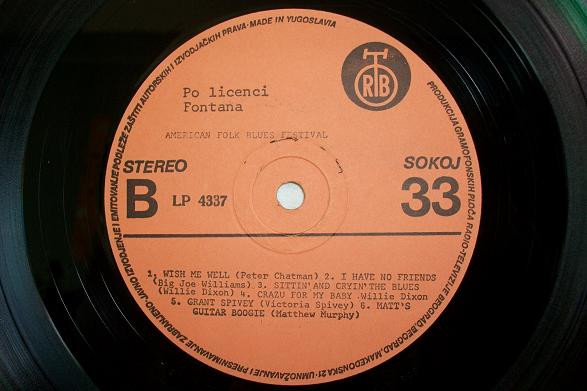 ZAŠTITI AUTORSKIH I IZVODJAČKIH PRAVA·MADE IN YUGOSLAVIA
RTB
Po licenci
Fontana
AMERICAN FOLK BLUES FESTIVAL
STEREO
SOKOJ
B
LP 4337
33
1. WISH ME WELL (Peter Chatman) 2. I HAVE NO FRIENDS
(Big Joe Williams) 3. SITTIN' AND CRYIN' THE BLUES
(Willie Dixon) 4. CRAZU FOR MY BABY .Willie Dixon
5. GRANT SPIVEY (Victoria Spivey) 6. MATT'S
GUITAR BOOGIE (Matthew Murphy)
PRODUKCIJA GRAMOFONSKIH PLOČA RADIO-TELEVIZIJE BEOGRAD, BEOGRAD, MAKEDONSKA 21·UMNOŽAVANJE I PRESNIMAVANJE ZABRANJENO·JAVNO IZVODJENJE I EMITOVANJE PODLEŽE